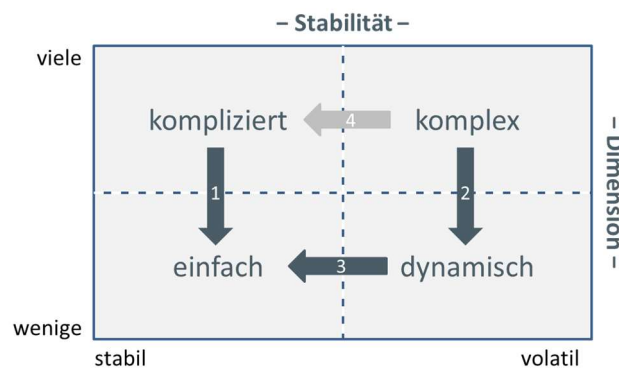 – Stabilität –
viele
kompliziert
4
komplex
1
2
– Dimension –
einfach
3
dynamisch
wenige
stabil
volatil